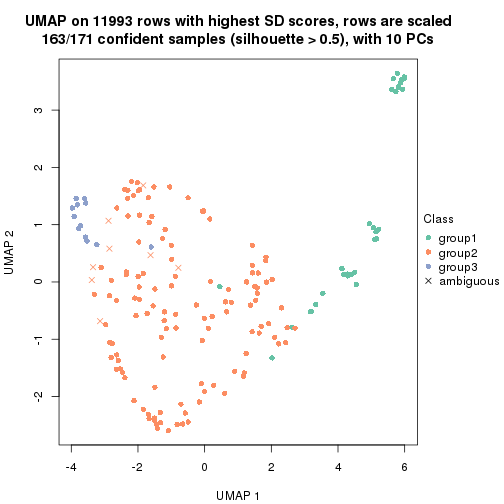 UMAP on 11993 rows with highest SD scores, rows are scaled
163/171 confident samples (silhouette > 0.5), with 10 PCs
3
2
1
0
-1
-2
UMAP 2
-4
-2
0
2
4
6
UMAP 1
Class
group1
group2
group3
ambiguous